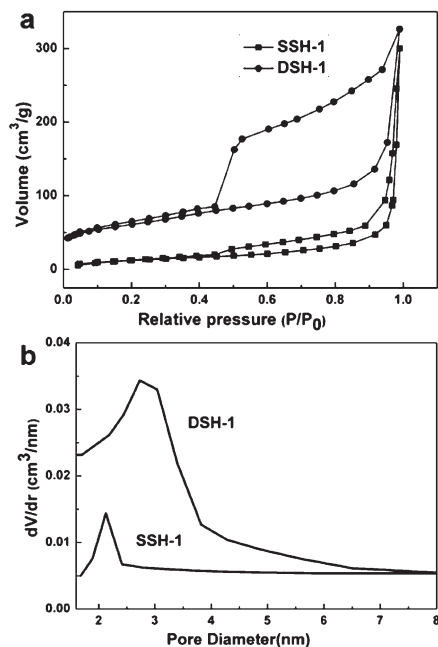 a
SSH-1
DSH-1
300
200
100
0
Volume (cm³/g)
0.0 0.2 0.4 0.6 0.8 1.0
Relative pressure (P/P₀)
b
0.04
0.03
0.02
0.01
0.00
dV/dr (cm³/nm)
DSH-1
SSH-1
2 3 4 5 6 7 8
Pore Diameter(nm)